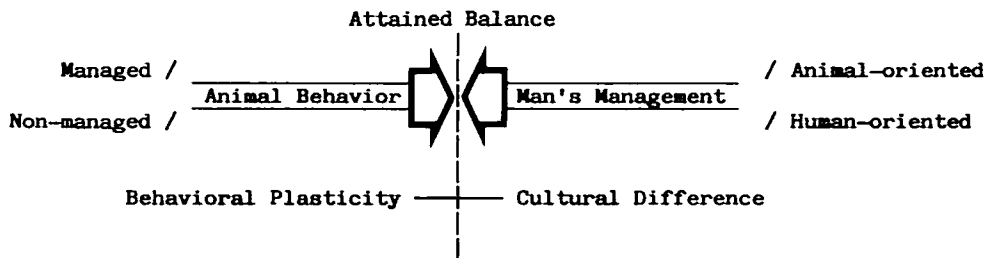 Attained Balance
Managed /
/ Animal-oriented
Animal Behavior
Man's Management
Non-managed /
/ Human-oriented
Behavioral Plasticity
Cultural Difference